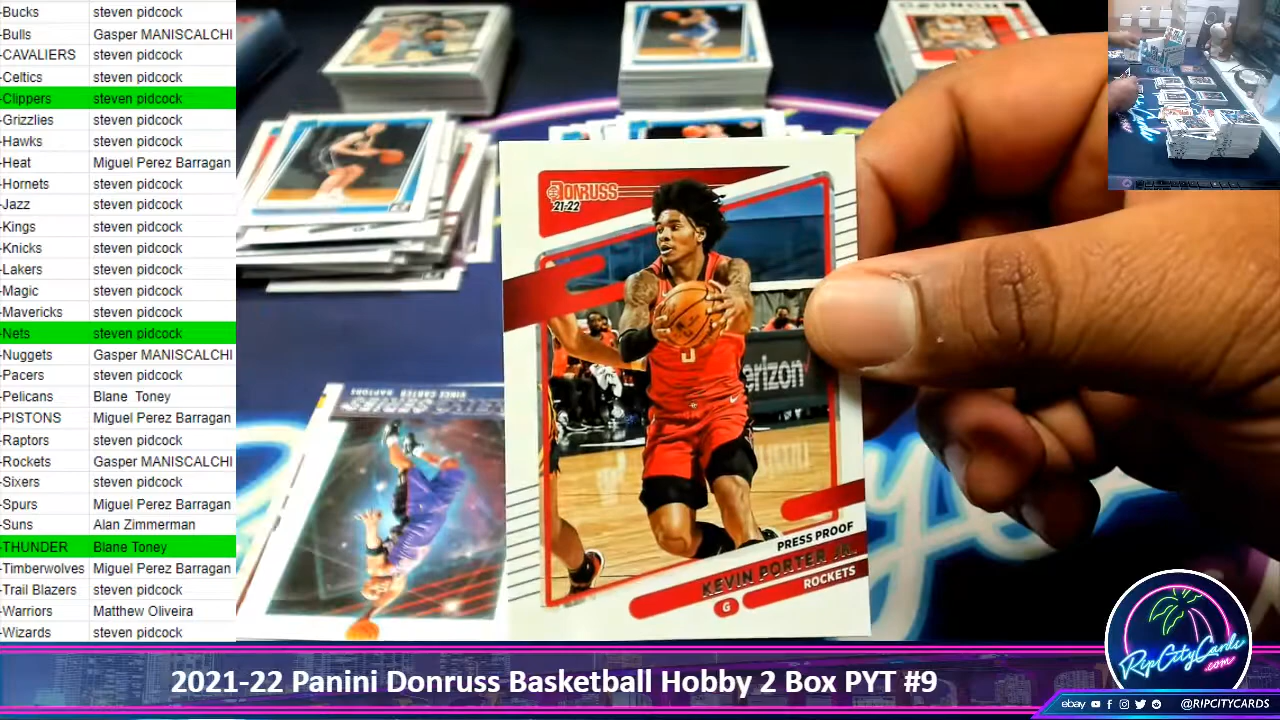 -Bucks steven pidcock
-Bulls Gasper MANISCALCHI
-CAVALIERS steven pidcock
-Celtics steven pidcock
-Clippers steven pidcock
-Grizzlies steven pidcock
-Hawks steven pidcock
-Heat Miguel Perez Barragan
-Hornets steven pidcock
-Jazz steven pidcock
-Kings steven pidcock
-Knicks steven pidcock
-Lakers steven pidcock
-Magic steven pidcock
-Mavericks steven pidcock
-Nets steven pidcock
-Nuggets Gasper MANISCALCHI
-Pacers steven pidcock
-Pelicans Blane Toney
-PISTONS Miguel Perez Barragan
-Raptors steven pidcock
-Rockets Gasper MANISCALCHI
-Sixers steven pidcock
-Spurs Miguel Perez Barragan
-Suns Alan Zimmerman
-THUNDER Blane Toney
-Timberwolves Miguel Perez Barragan
-Trail Blazers steven pidcock
-Warriors Matthew Oliveira
-Wizards steven pidcock
DONRUSS
21-22
erizon
PRESS PROOF
KEVIN PORTER JR.
ROCKETS
G
VINCE CARTER RAPTORS
RipCityCards
.com
2021-22 Panini Donruss Basketball Hobby 2 Box PYT #9
ebay @RIPCITYCARDS